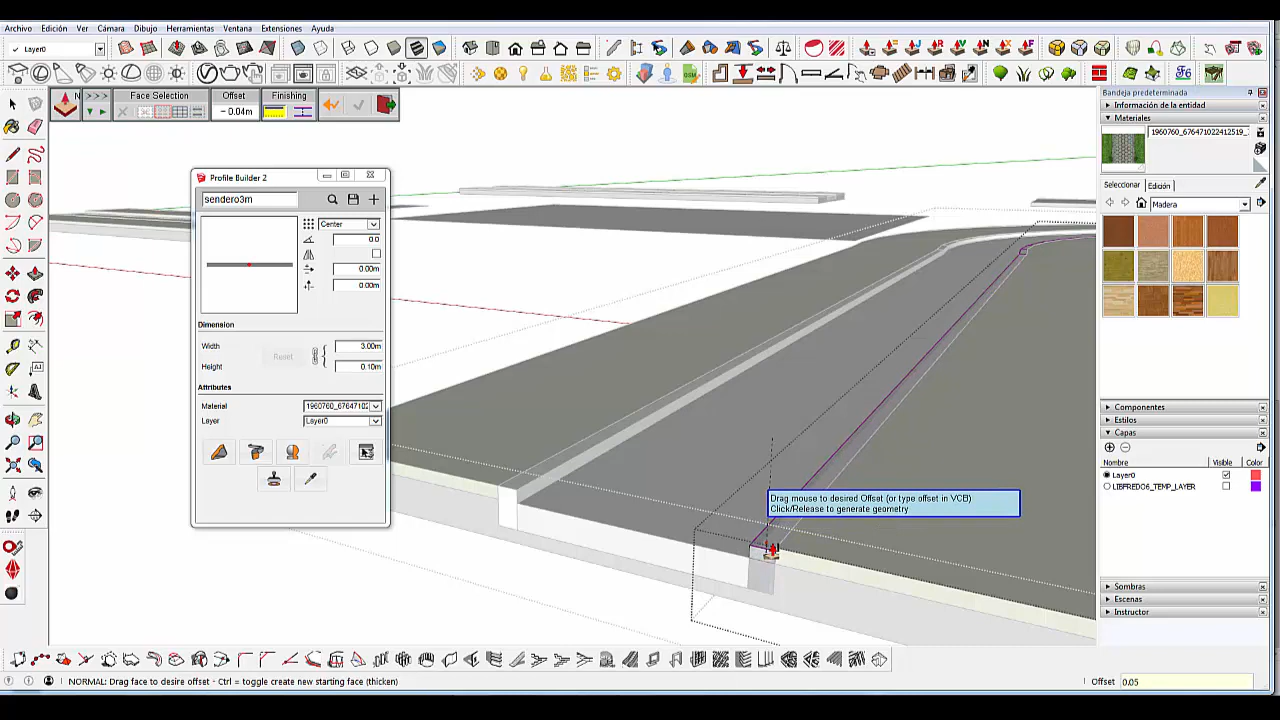 Archivo Edición Ver Cámara Dibujo Herramientas Ventana Extensiones Ayuda
Layer0
Face Selection
Offset
Finishing
− 0.04m
N
Bandeja predeterminada
Información de la entidad
Materiales
1960760_676471022412519_
Seleccionar
Edición
Madera
Profile Builder 2
sendero3m
Center
0.0
0.00m
0.00m
Dimension
Width
3.00m
Reset
Height
0.10m
Attributes
Material
Layer
Layer0
Drag mouse to desired Offset (or type offset in VCB)
Click/Release to generate geometry
Componentes
Estilos
Capas
Nombre
Visible
Color
Layer0
LIBFREDO6_TEMP_LAYER
Sombras
Escenas
Instructor
NORMAL: Drag face to desire offset - Ctrl = toggle create new starting face (thicken)
Offset
0.05